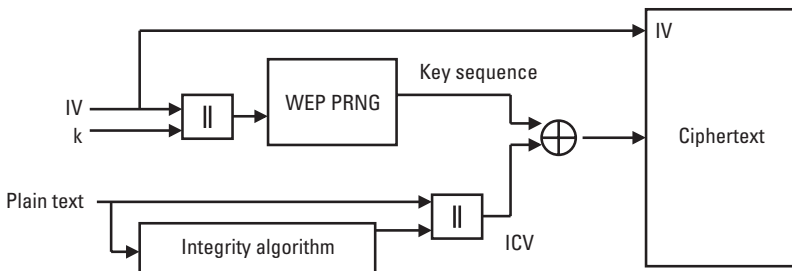 IV
Key sequence
IV
||
WEP PRNG
k
Ciphertext
Plain text
||
Integrity algorithm
ICV